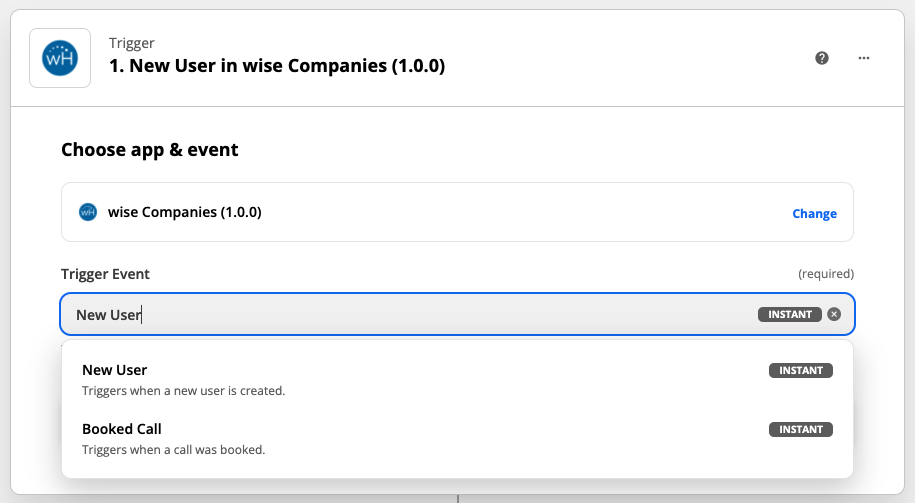 wH
Trigger
1. New User in wise Companies (1.0.0)
Choose app & event
wH
wise Companies (1.0.0)
Change
Trigger Event
(required)
New User
INSTANT
New User
INSTANT
Triggers when a new user is created.
Booked Call
INSTANT
Triggers when a call was booked.